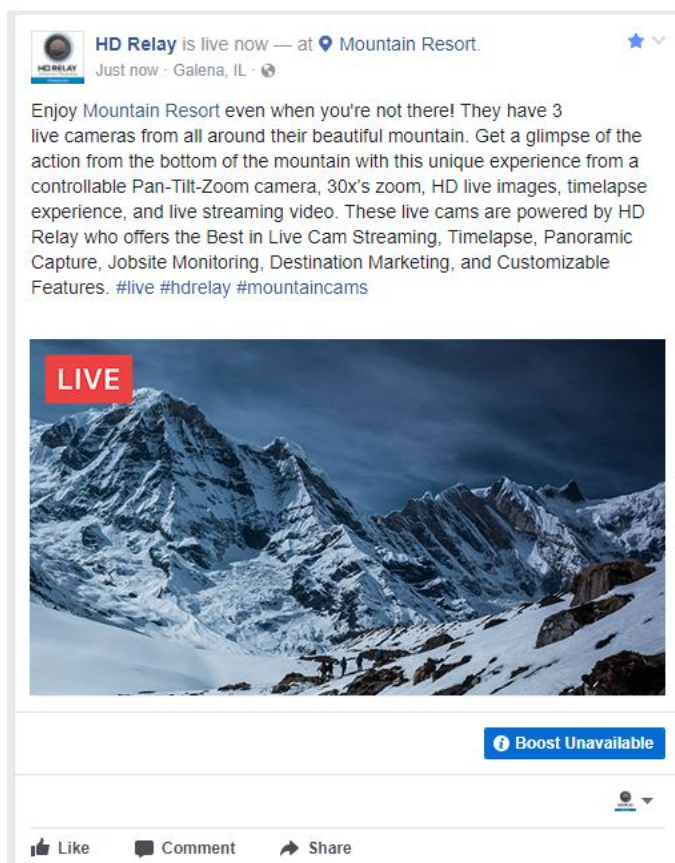 HD Relay is live now — at Mountain Resort.
HD RELAY
Just now · Galena, IL ·
Enjoy Mountain Resort even when you're not there! They have 3
live cameras from all around their beautiful mountain. Get a glimpse of the
action from the bottom of the mountain with this unique experience from a
controllable Pan-Tilt-Zoom camera, 30x's zoom, HD live images, timelapse
experience, and live streaming video. These live cams are powered by HD
Relay who offers the Best in Live Cam Streaming, Timelapse, Panoramic
Capture, Jobsite Monitoring, Destination Marketing, and Customizable
Features. #live #hdrelay #mountaincams
LIVE
Boost Unavailable
Like Comment Share